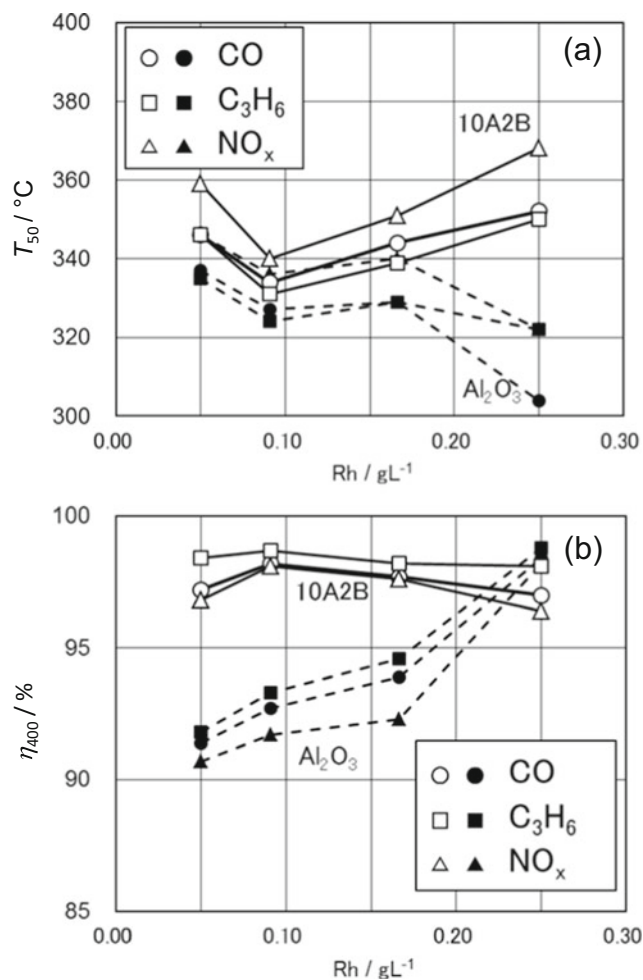 400
(a)
CO
C₃H₆
NOₓ
380
10A2B
360
T₅₀ / °C
340
320
Al₂O₃
300
0.00 0.10 0.20 0.30
Rh / gL⁻¹
100
(b)
10A2B
95
η₄₀₀ / %
Al₂O₃
90
CO
C₃H₆
NOₓ
85
0.00 0.10 0.20 0.30
Rh / gL⁻¹